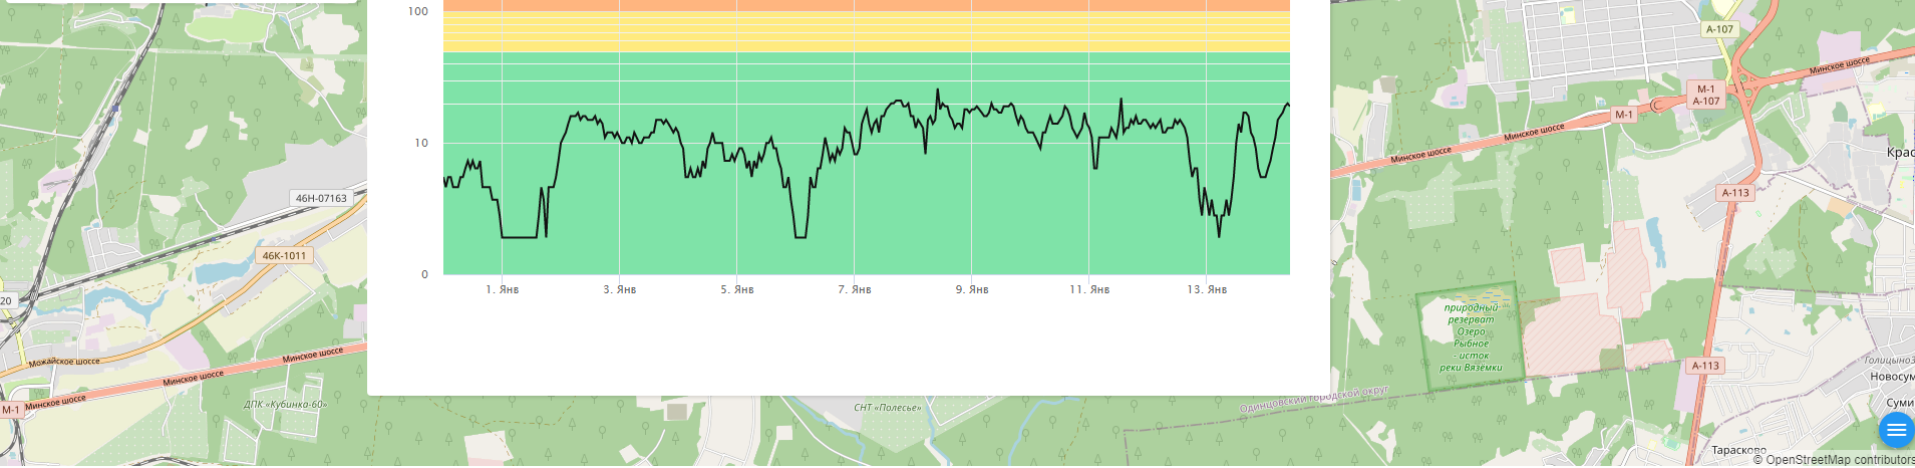 100
10
0
1. Янв
3. Янв
5. Янв
7. Янв
9. Янв
11. Янв
13. Янв
46Н-07163
46К-1011
20
Можайское шоссе
Минское шоссе
Минское шоссе
М-1
Минское шоссе
ДПК «Кубинка-60»
СНТ «Полесье»
А-107
Минское шоссе
М-1
А-107
М-1
Минское шоссе
Минское шоссе
Крас
А-113
природный
резерват
Озеро
Рыбное
- исток
реки Вязёмки
А-113
Одинцовский городской округ
Голицыно
Новосум
Суми
Тарасково
© OpenStreetMap contributors